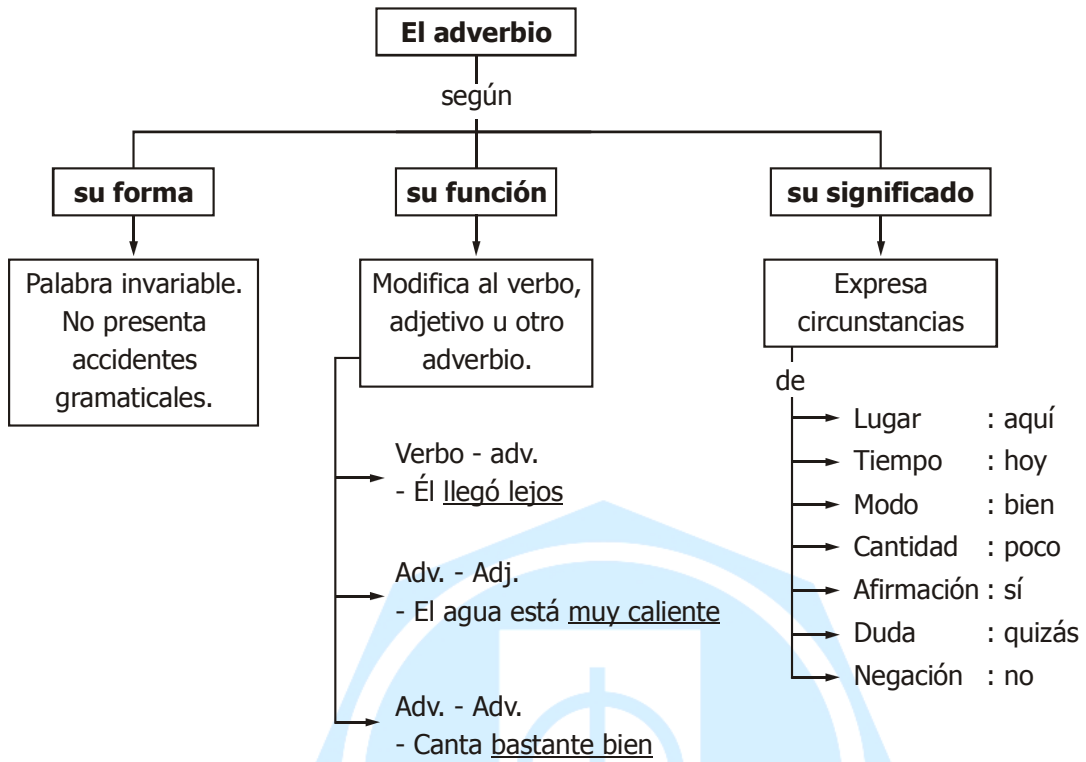 El adverbio
según
su forma
Palabra invariable.
No presenta
accidentes
gramaticales.
su función
Modifica al verbo,
adjetivo u otro
adverbio.
Verbo - adv.
- Él llegó lejos
Adv. - Adj.
- El agua está muy caliente
Adv. - Adv.
- Canta bastante bien
su significado
Expresa
circunstancias
de
Lugar : aquí
Tiempo : hoy
Modo : bien
Cantidad : poco
Afirmación : sí
Duda : quizás
Negación : no